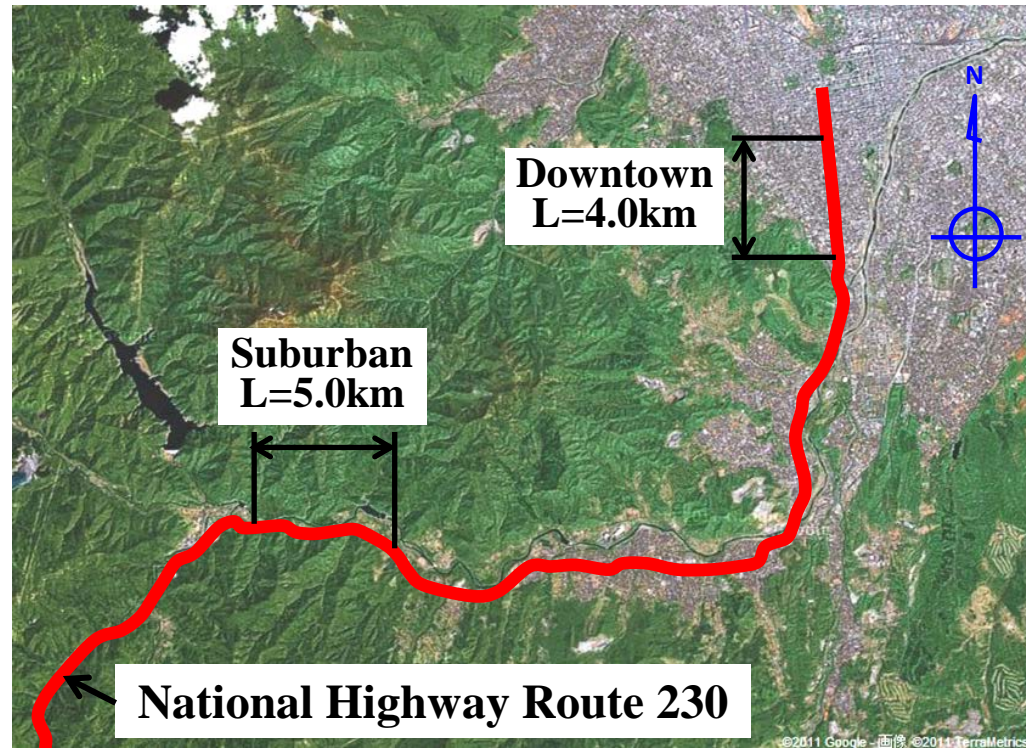 N
Downtown
L=4.0km
Suburban
L=5.0km
National Highway Route 230
©2011 Google - 画像 ©2011 TerraMetrics